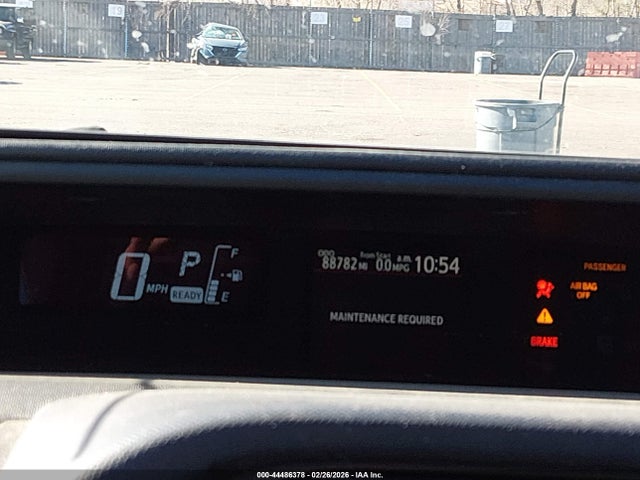 0 MPH
P
READY
F
E
ODO 88782 MI
from Start 0.0 MPG
a.m. 10:54
MAINTENANCE REQUIRED
PASSENGER
AIR BAG
OFF
BRAKE
000-44486378 - 02/26/2026 - IAA Inc.